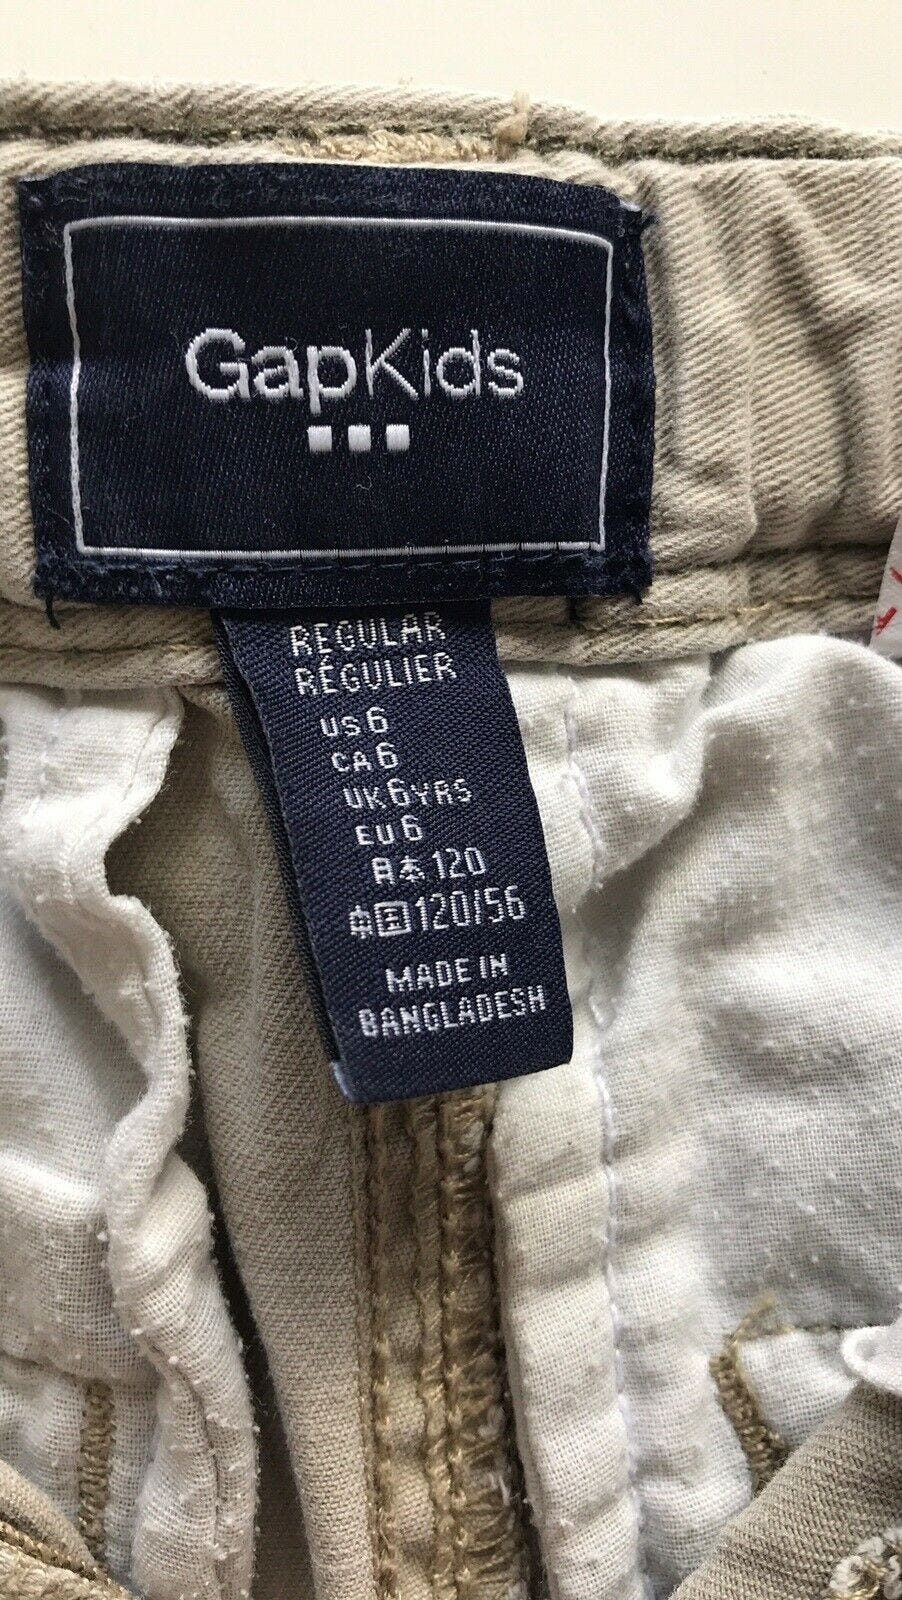 GapKids
REGULAR
RÉGULIER
US 6
CA 6
UK 6YRS
EU 6
日本 120
中国 120/56
MADE IN
BANGLADESH